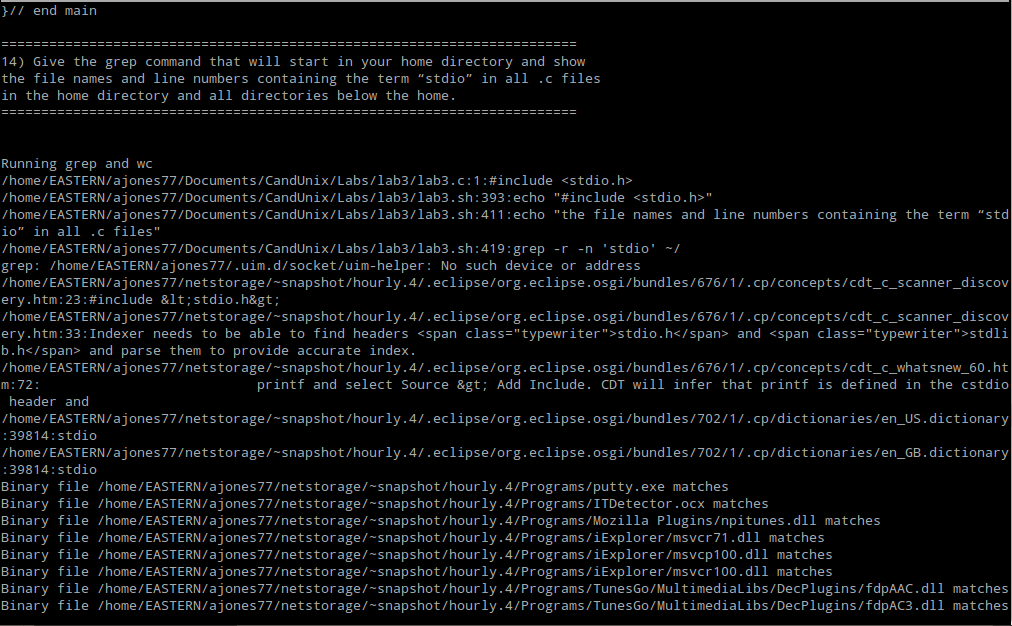 }// end main
========================================================================
14) Give the grep command that will start in your home directory and show
the file names and line numbers containing the term “stdio” in all .c files
in the home directory and all directories below the home.
========================================================================
Running grep and wc
/home/EASTERN/ajones77/Documents/CandUnix/Labs/lab3/lab3.c:1:#include <stdio.h>
/home/EASTERN/ajones77/Documents/CandUnix/Labs/lab3/lab3.sh:393:echo "#include <stdio.h>"
/home/EASTERN/ajones77/Documents/CandUnix/Labs/lab3/lab3.sh:411:echo "the file names and line numbers containing the term “std
io” in all .c files"
/home/EASTERN/ajones77/Documents/CandUnix/Labs/lab3/lab3.sh:419:grep -r -n 'stdio' ~/
grep: /home/EASTERN/ajones77/.uim.d/socket/uim-helper: No such device or address
/home/EASTERN/ajones77/netstorage/~snapshot/hourly.4/.eclipse/org.eclipse.osgi/bundles/676/1/.cp/concepts/cdt_c_scanner_discov
ery.htm:23:#include &lt;stdio.h&gt;
/home/EASTERN/ajones77/netstorage/~snapshot/hourly.4/.eclipse/org.eclipse.osgi/bundles/676/1/.cp/concepts/cdt_c_scanner_discov
ery.htm:33:Indexer needs to be able to find headers <span class="typewriter">stdio.h</span> and <span class="typewriter">stdli
b.h</span> and parse them to provide accurate index.
/home/EASTERN/ajones77/netstorage/~snapshot/hourly.4/.eclipse/org.eclipse.osgi/bundles/676/1/.cp/concepts/cdt_c_whatsnew_60.ht
m:72:                           printf and select Source &gt; Add Include. CDT will infer that printf is defined in the cstdio
 header and
/home/EASTERN/ajones77/netstorage/~snapshot/hourly.4/.eclipse/org.eclipse.osgi/bundles/702/1/.cp/dictionaries/en_US.dictionary
:39814:stdio
/home/EASTERN/ajones77/netstorage/~snapshot/hourly.4/.eclipse/org.eclipse.osgi/bundles/702/1/.cp/dictionaries/en_GB.dictionary
:39814:stdio
Binary file /home/EASTERN/ajones77/netstorage/~snapshot/hourly.4/Programs/putty.exe matches
Binary file /home/EASTERN/ajones77/netstorage/~snapshot/hourly.4/Programs/ITDetector.ocx matches
Binary file /home/EASTERN/ajones77/netstorage/~snapshot/hourly.4/Programs/Mozilla Plugins/npitunes.dll matches
Binary file /home/EASTERN/ajones77/netstorage/~snapshot/hourly.4/Programs/iExplorer/msvcr71.dll matches
Binary file /home/EASTERN/ajones77/netstorage/~snapshot/hourly.4/Programs/iExplorer/msvcp100.dll matches
Binary file /home/EASTERN/ajones77/netstorage/~snapshot/hourly.4/Programs/iExplorer/msvcr100.dll matches
Binary file /home/EASTERN/ajones77/netstorage/~snapshot/hourly.4/Programs/TunesGo/MultimediaLibs/DecPlugins/fdpAAC.dll matches
Binary file /home/EASTERN/ajones77/netstorage/~snapshot/hourly.4/Programs/TunesGo/MultimediaLibs/DecPlugins/fdpAC3.dll matches